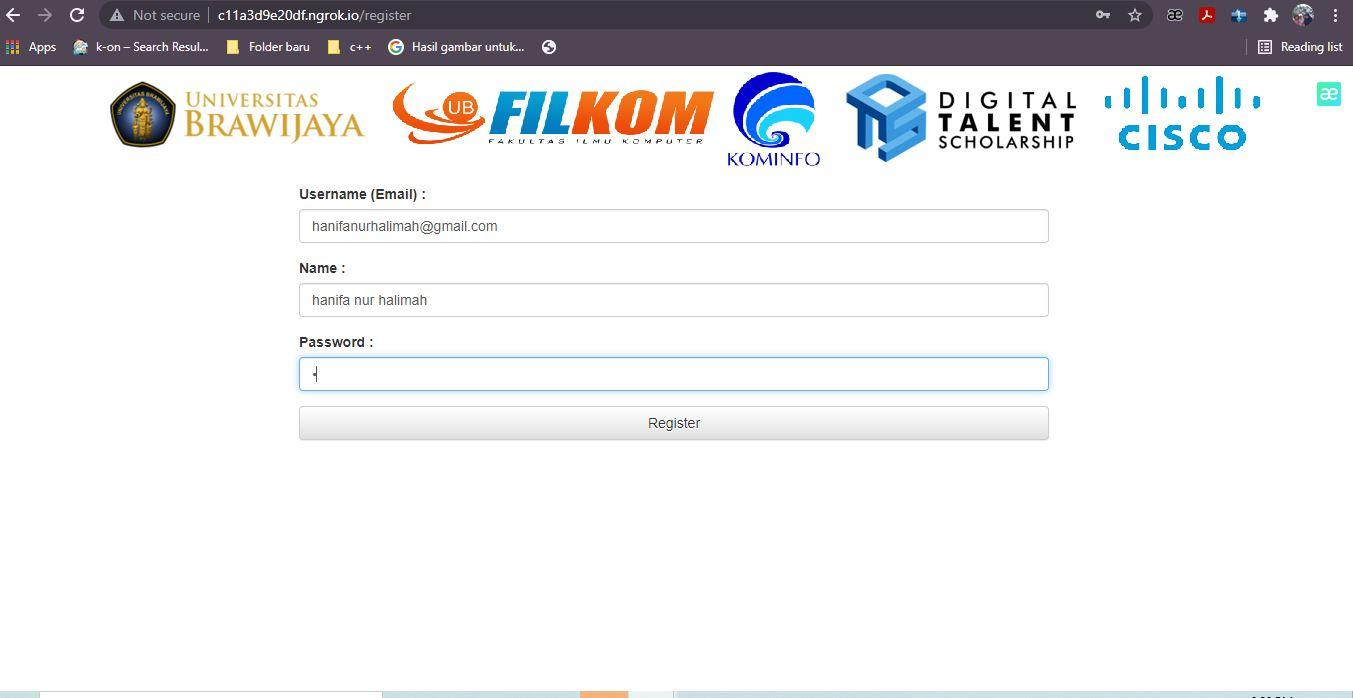 Not secure c11a3d9e20df.ngrok.io/register
Apps k-on – Search Resul... Folder baru c++ Hasil gambar untuk... Reading list
UNIVERSITAS BRAWIJAYA
UB FILKOM
FAKULTAS ILMU KOMPUTER
KOMINFO
DIGITAL
TALENT
SCHOLARSHIP
CISCO
æ
Username (Email) :
hanifanurhalimah@gmail.com
Name :
hanifa nur halimah
Password :
Register